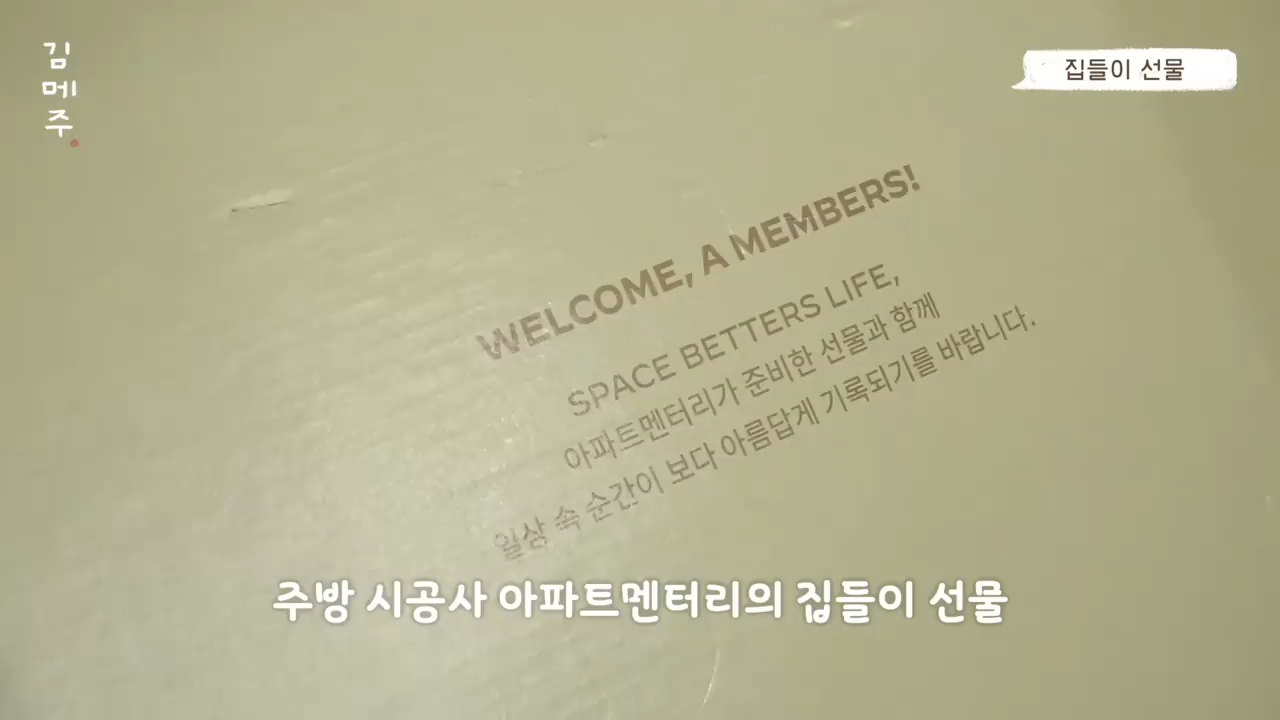 김메주
집들이 선물
WELCOME, A MEMBERS!
SPACE BETTERS LIFE,
아파트멘터리가 준비한 선물과 함께
일상 속 순간이 보다 아름답게 기록되기를 바랍니다.
주방 시공사 아파트멘터리의 집들이 선물